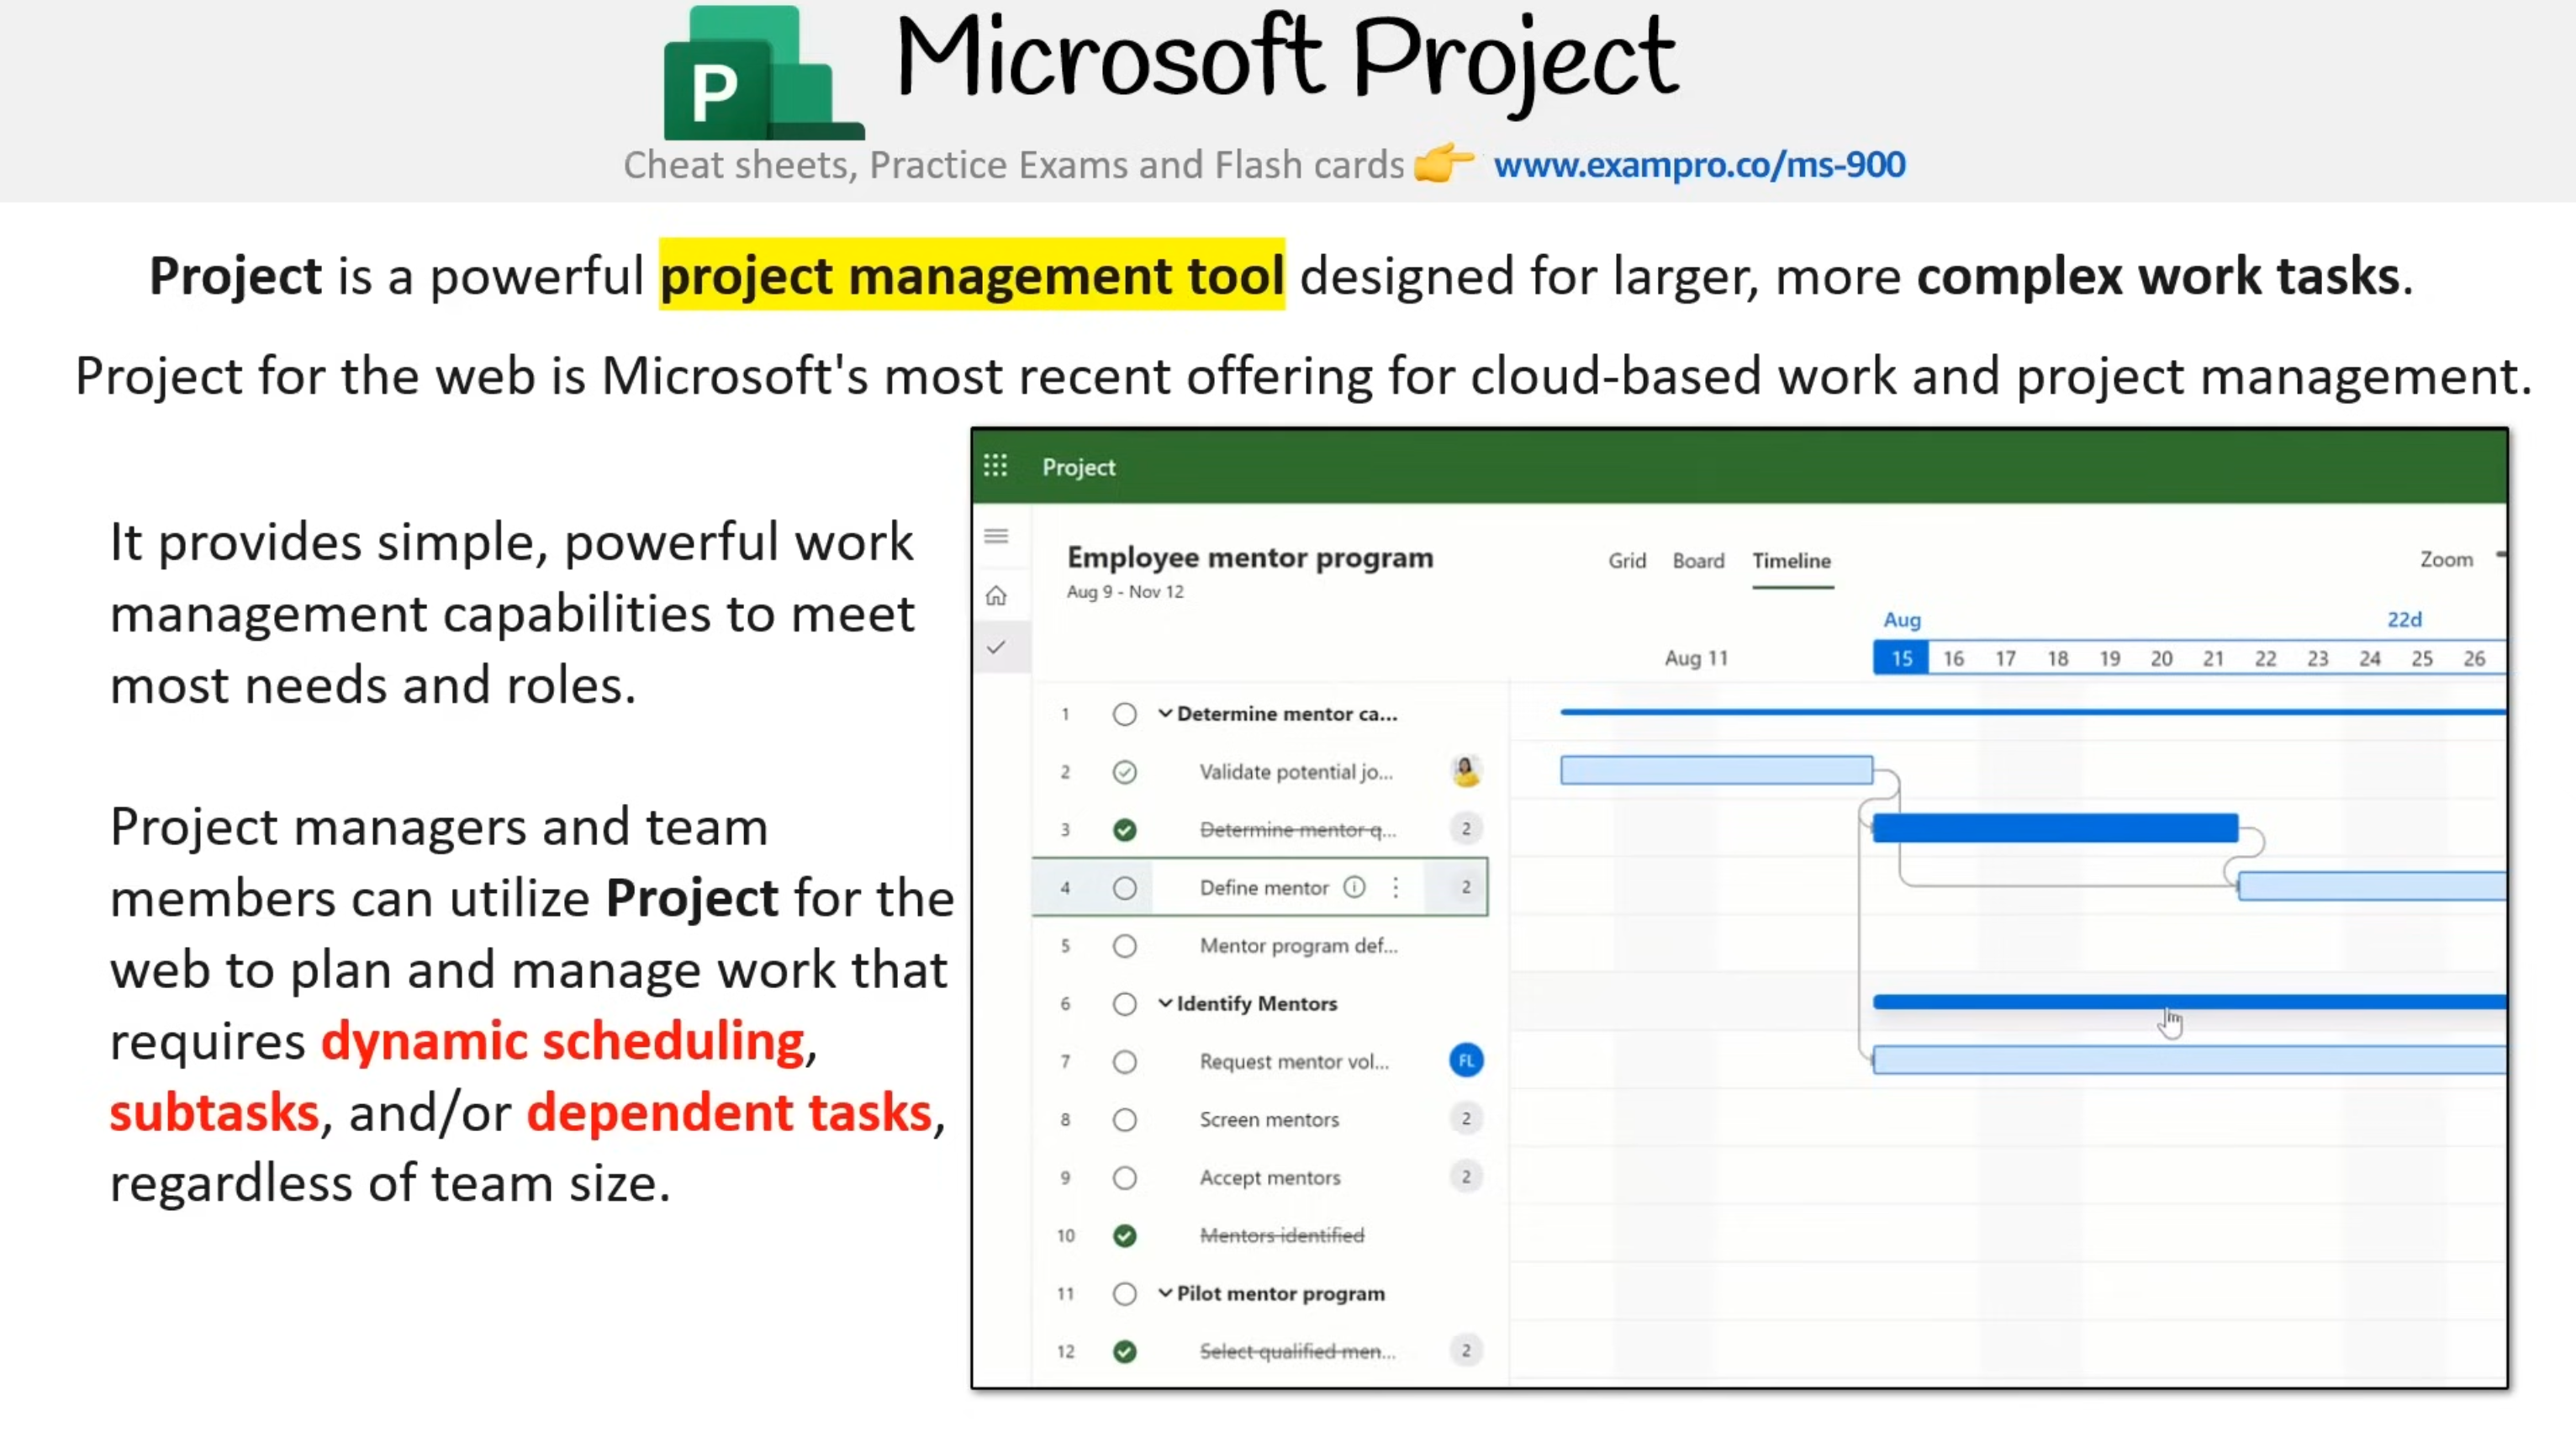 P
Microsoft Project
Cheat sheets, Practice Exams and Flash cards 👉 www.exampro.co/ms-900
Project is a powerful project management tool designed for larger, more complex work tasks.
Project for the web is Microsoft's most recent offering for cloud-based work and project management.
It provides simple, powerful work
management capabilities to meet
most needs and roles.
Project managers and team
members can utilize Project for the
web to plan and manage work that
requires dynamic scheduling,
subtasks, and/or dependent tasks,
regardless of team size.
Project
Employee mentor program
Aug 9 - Nov 12
Grid Board Timeline
Zoom
Aug 22d
Aug 11 15 16 17 18 19 20 21 22 23 24 25 26
1 Determine mentor ca...
2 Validate potential jo...
3 Determine mentor q... 2
4 Define mentor 2
5 Mentor program def...
6 Identify Mentors
7 Request mentor vol... FL
8 Screen mentors 2
9 Accept mentors 2
10 Mentors identified
11 Pilot mentor program
12 Select qualified men... 2